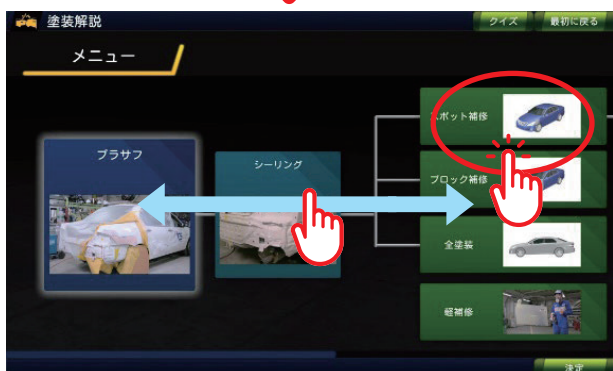 塗装解説
クイズ
最初に戻る
メニュー
プラサフ
シーリング
スポット補修
ブロック補修
全塗装
軽補修
決定